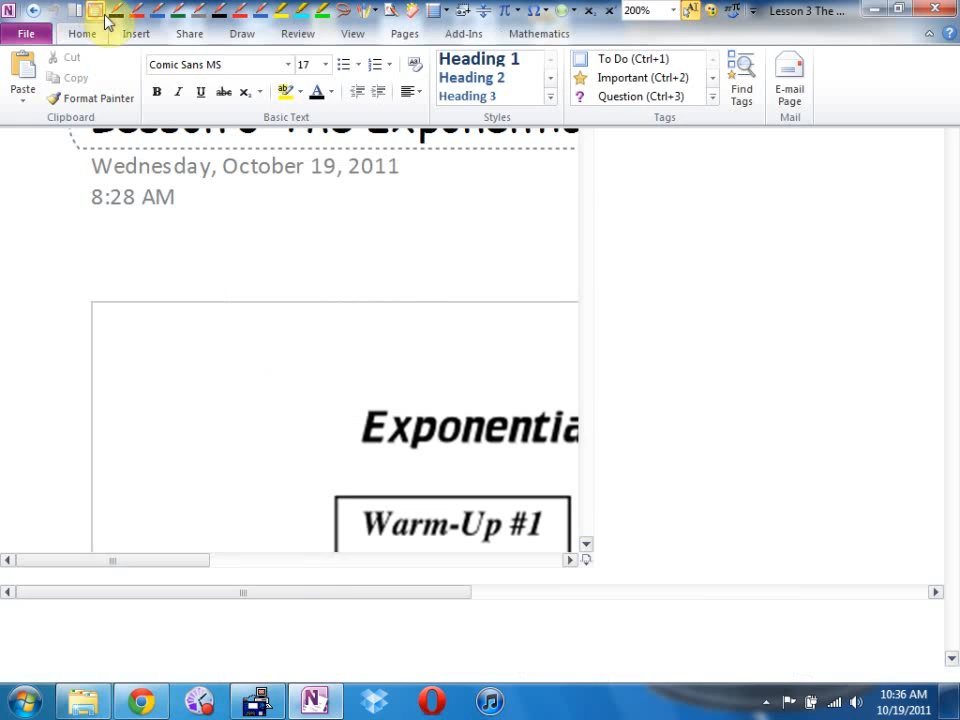 200% Lesson 3 The ...
File Home Insert Share Draw Review View Pages Add-Ins Mathematics
Paste Cut Copy Format Painter Clipboard
Comic Sans MS 17 B I U abc Basic Text
Heading 1
Heading 2
Heading 3
Styles
To Do (Ctrl+1)
Important (Ctrl+2)
Question (Ctrl+3)
Tags
Find Tags
E-mail Page
Mail
Wednesday, October 19, 2011
8:28 AM
Exponentia
Warm-Up #1
10:36 AM
10/19/2011